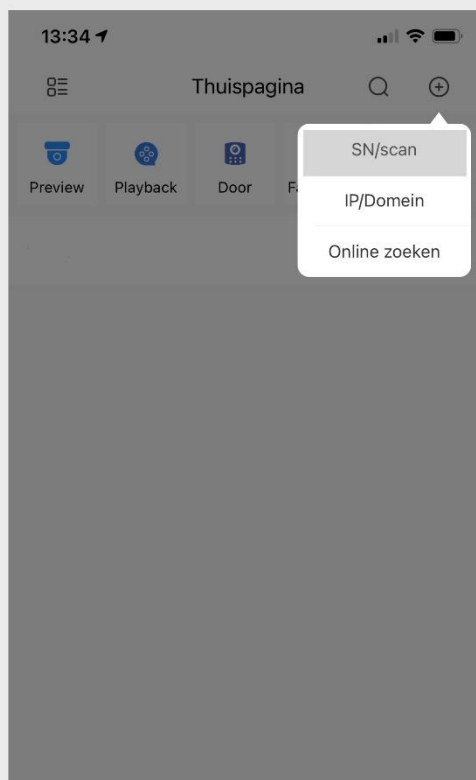 13:34
Thuispagina
SN/scan
Preview
Playback
Door
IP/Domein
Online zoeken